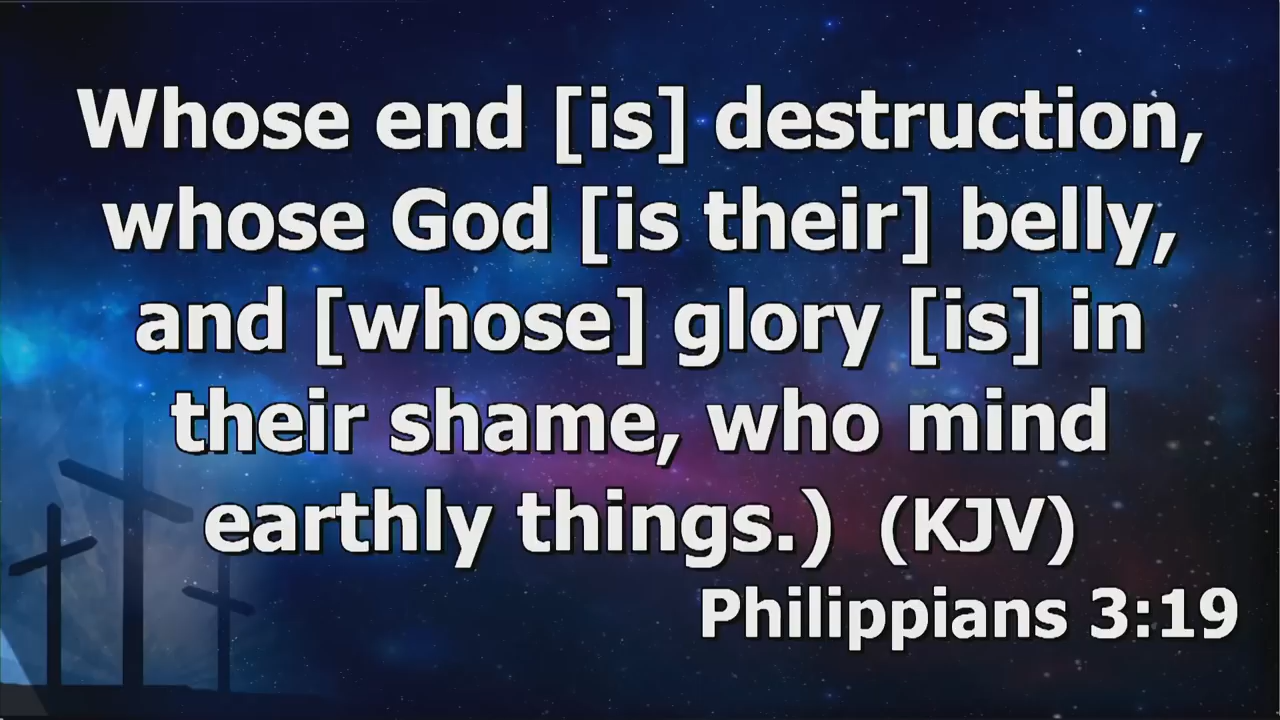 Whose end [is] destruction,
whose God [is their] belly,
and [whose] glory [is] in
their shame, who mind
earthly things.) (KJV)
Philippians 3:19